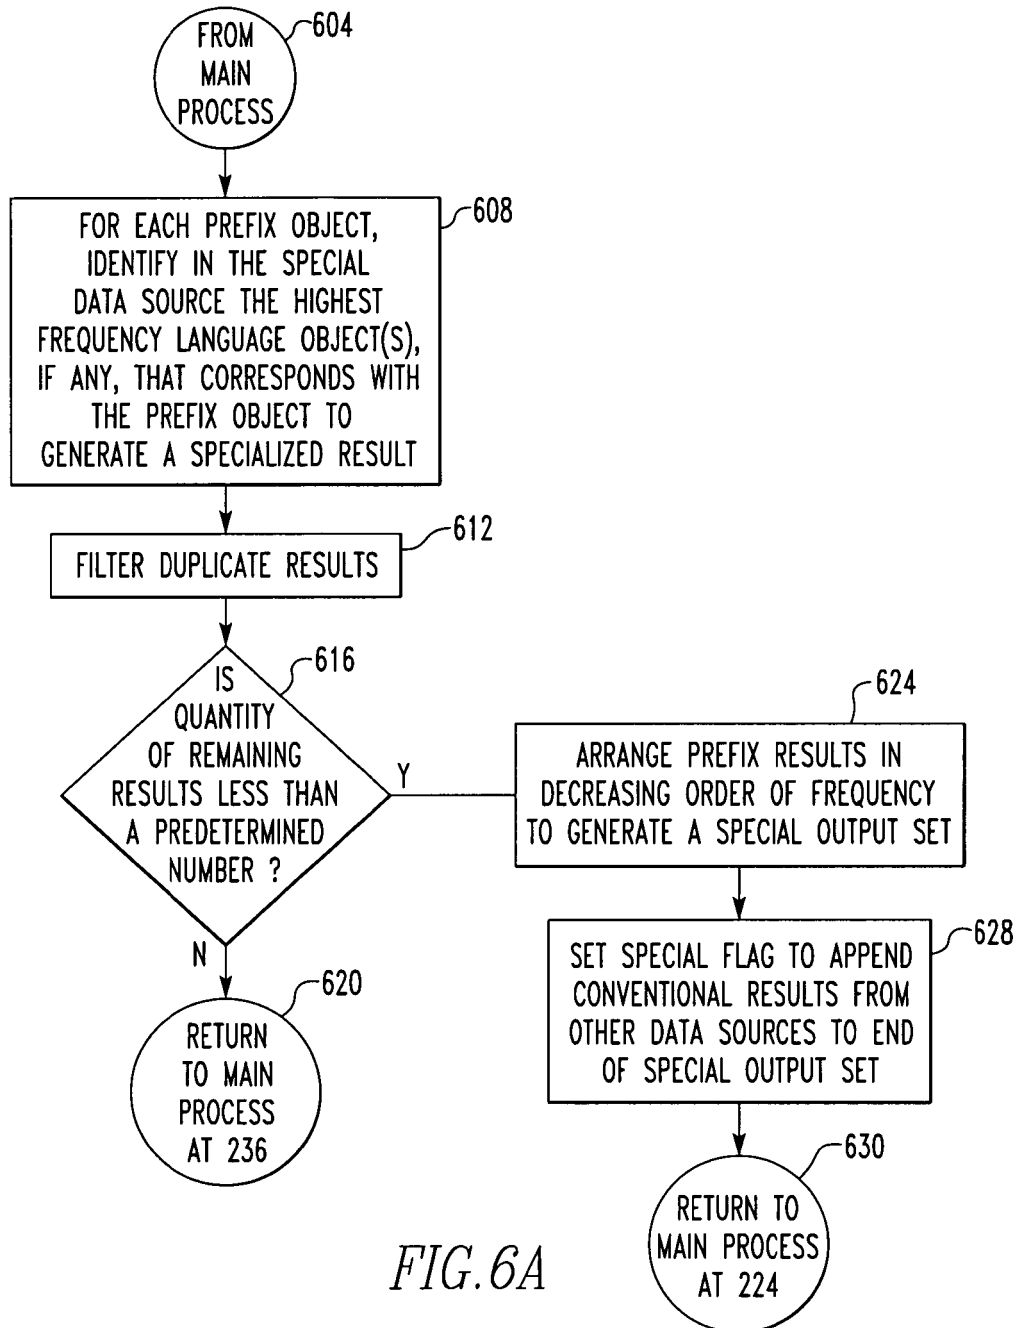 FROM
MAIN
PROCESS
604
FOR EACH PREFIX OBJECT,
IDENTIFY IN THE SPECIAL
DATA SOURCE THE HIGHEST
FREQUENCY LANGUAGE OBJECT(S),
IF ANY, THAT CORRESPONDS WITH
THE PREFIX OBJECT TO
GENERATE A SPECIALIZED RESULT
608
FILTER DUPLICATE RESULTS
612
IS
QUANTITY
OF REMAINING
RESULTS LESS THAN
A PREDETERMINED
NUMBER ?
616
Y
N
RETURN
TO MAIN
PROCESS
AT 236
620
ARRANGE PREFIX RESULTS IN
DECREASING ORDER OF FREQUENCY
TO GENERATE A SPECIAL OUTPUT SET
624
SET SPECIAL FLAG TO APPEND
CONVENTIONAL RESULTS FROM
OTHER DATA SOURCES TO END
OF SPECIAL OUTPUT SET
628
RETURN TO
MAIN PROCESS
AT 224
630
FIG.6A